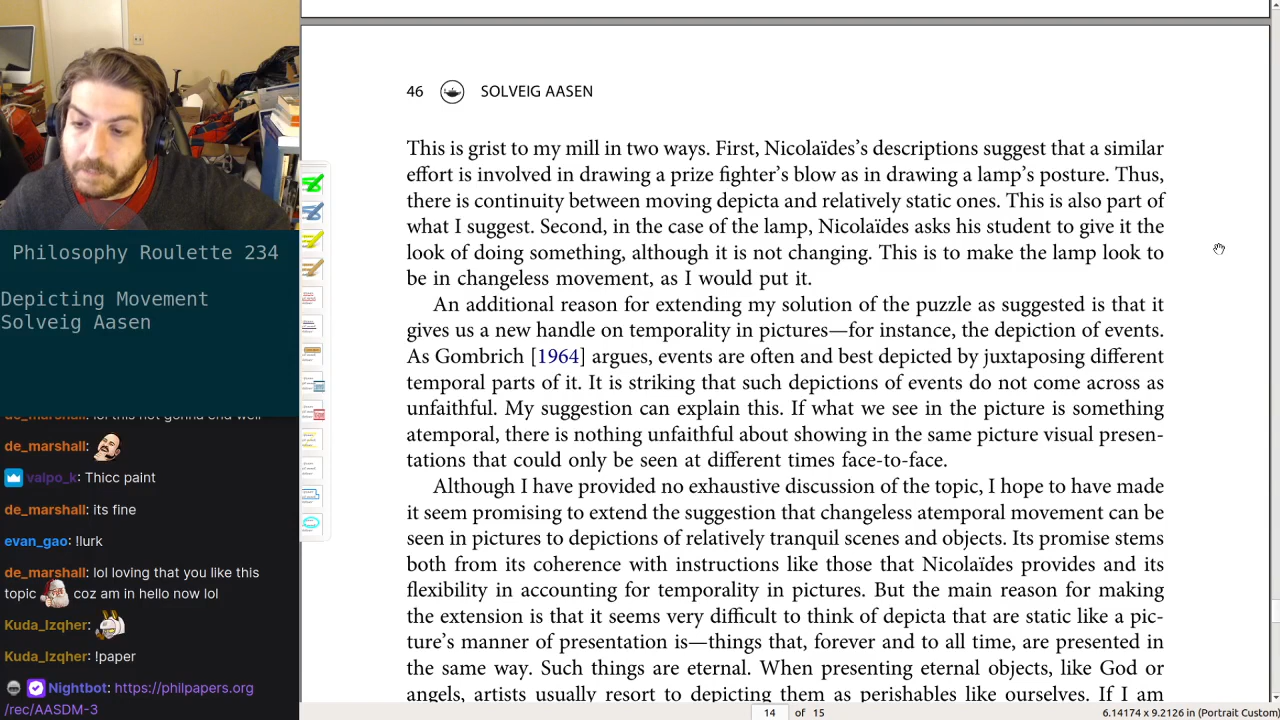 46 SOLVEIG AASEN
This is grist to my mill in two ways. First, Nicolaïdes's descriptions suggest that a similar
effort is involved in drawing a prize fighter's blow as in drawing a lamp's posture. Thus,
there is continuity between moving depicta and relatively static ones. This is also part of
what I suggest. Second, in the case of the lamp, Nicolaïdes asks his student to give it the
look of doing something, although it is not changing. This is to make the lamp look to
be in changeless movement, as I would put it.
An additional reason for extending my solution of the puzzle as suggested is that it
gives us a new handle on temporality in pictures—for instance, the depiction of events.
As Gombrich [1964] argues, events are often and best depicted by juxtaposing different
temporal parts of it. It is striking that such depictions of events do not come across as
unfaithful. My suggestion can explain this. If what we see in the picture is something
atemporal, there is nothing unfaithful about showing in the same picture visual presen-
tations that could only be seen at different times face-to-face.
Although I have provided no exhaustive discussion of the topic, I hope to have made
it seem promising to extend the suggestion that changeless atemporal movement can be
seen in pictures to depictions of relatively tranquil scenes and objects. Its promise stems
both from its coherence with instructions like those that Nicolaïdes provides and its
flexibility in accounting for temporality in pictures. But the main reason for making
the extension is that it seems very difficult to think of depicta that are static like a pic-
ture's manner of presentation is—things that, forever and to all time, are presented in
the same way. Such things are eternal. When presenting eternal objects, like God or
angels, artists usually resort to depicting them as perishables like ourselves. If I am
Philosophy Roulette 234
Depicting Movement
Solveig Aasen
de_marshall: lol this not gonna end well
de_marshall:
valpo_k: Thicc paint
de_marshall: its fine
evan_gao: !lurk
de_marshall: lol loving that you like this
topic coz am in hello now lol
Kuda_Izqher:
Kuda_Izqher: !paper
Nightbot: https://philpapers.org
/rec/AASDM-3
14 of 15
6.14174 x 9.2126 in (Portrait Custom)